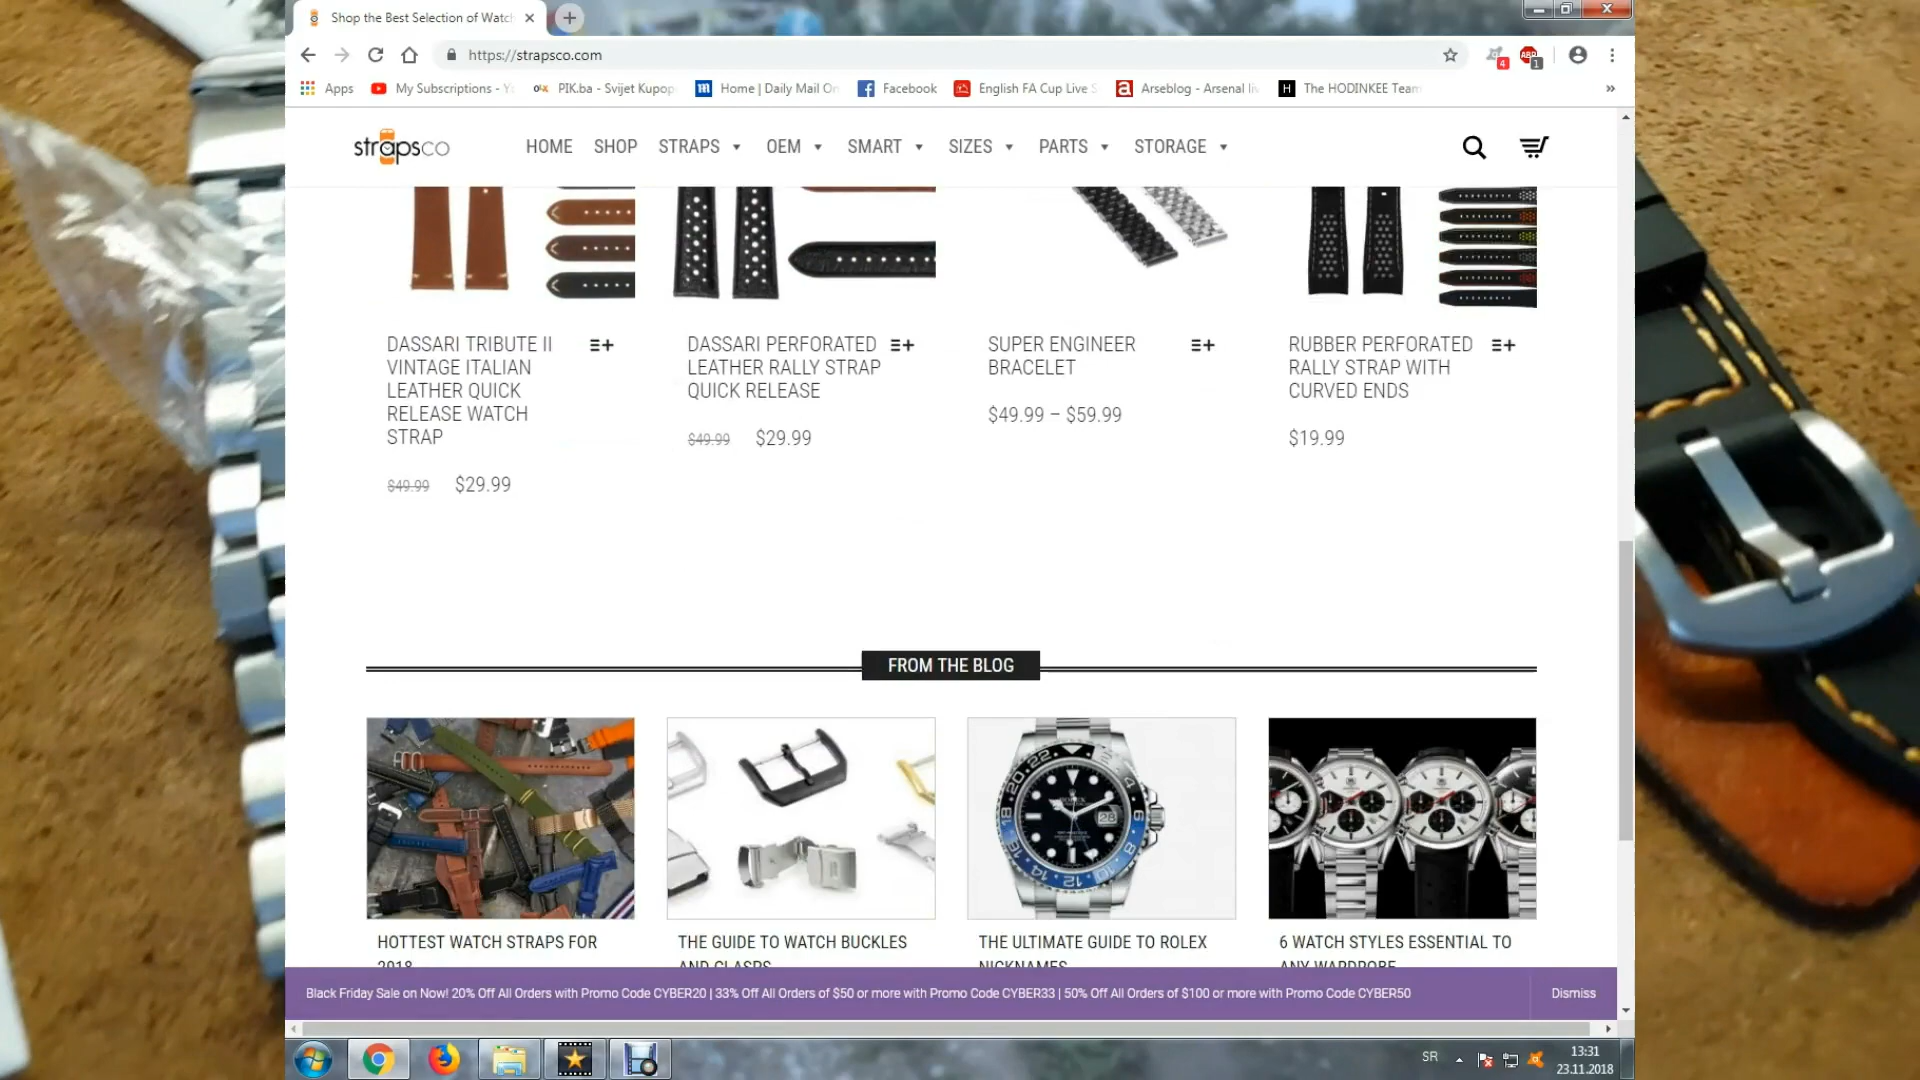 Shop the Best Selection of Watc
https://strapsco.com
4
ABP
1
Apps
My Subscriptions - Y
OLX
PIK.ba - Svijet Kupop
Home | Daily Mail On
Facebook
English FA Cup Live S
Arseblog - Arsenal
H
The HODINKEE Team
strapsco
HOME
SHOP
STRAPS
OEM
SMART
SIZES
PARTS
STORAGE
DASSARI TRIBUTE II
VINTAGE ITALIAN
LEATHER QUICK
RELEASE WATCH
STRAP
$49.99 $29.99
DASSARI PERFORATED
LEATHER RALLY STRAP
QUICK RELEASE
$49.99 $29.99
SUPER ENGINEER
BRACELET
$49.99 – $59.99
RUBBER PERFORATED
RALLY STRAP WITH
CURVED ENDS
$19.99
FROM THE BLOG
HOTTEST WATCH STRAPS FOR
2018
THE GUIDE TO WATCH BUCKLES
AND CLASPS
THE ULTIMATE GUIDE TO ROLEX
NICKNAMES
6 WATCH STYLES ESSENTIAL TO
ANY WARDROBE
Black Friday Sale on Now! 20% Off All Orders with Promo Code CYBER20 | 33% Off All Orders of $50 or more with Promo Code CYBER33 | 50% Off All Orders of $100 or more with Promo Code CYBER50
Dismiss
SR
13:31
23.11.2018